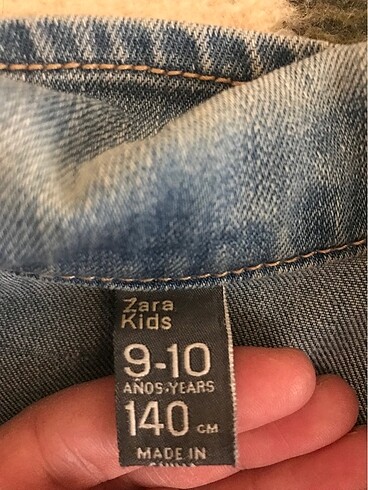 Zara
Kids
9-10
AÑOS-YEARS
140 CM
MADE IN